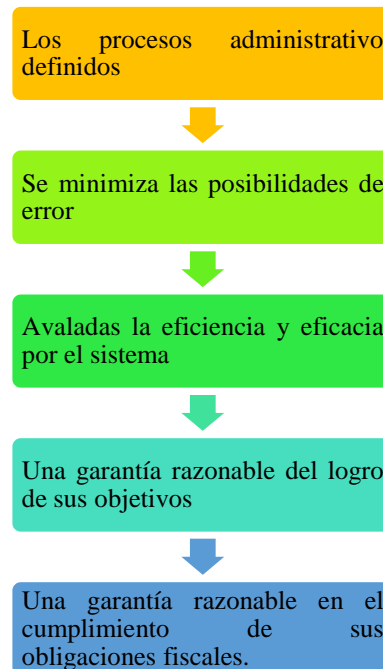 Los procesos administrativo
definidos
Se minimiza las posibilidades de
error
Avaladas la eficiencia y eficacia
por el sistema
Una garantía razonable del logro
de sus objetivos
Una garantía razonable en el
cumplimiento de sus
obligaciones fiscales.